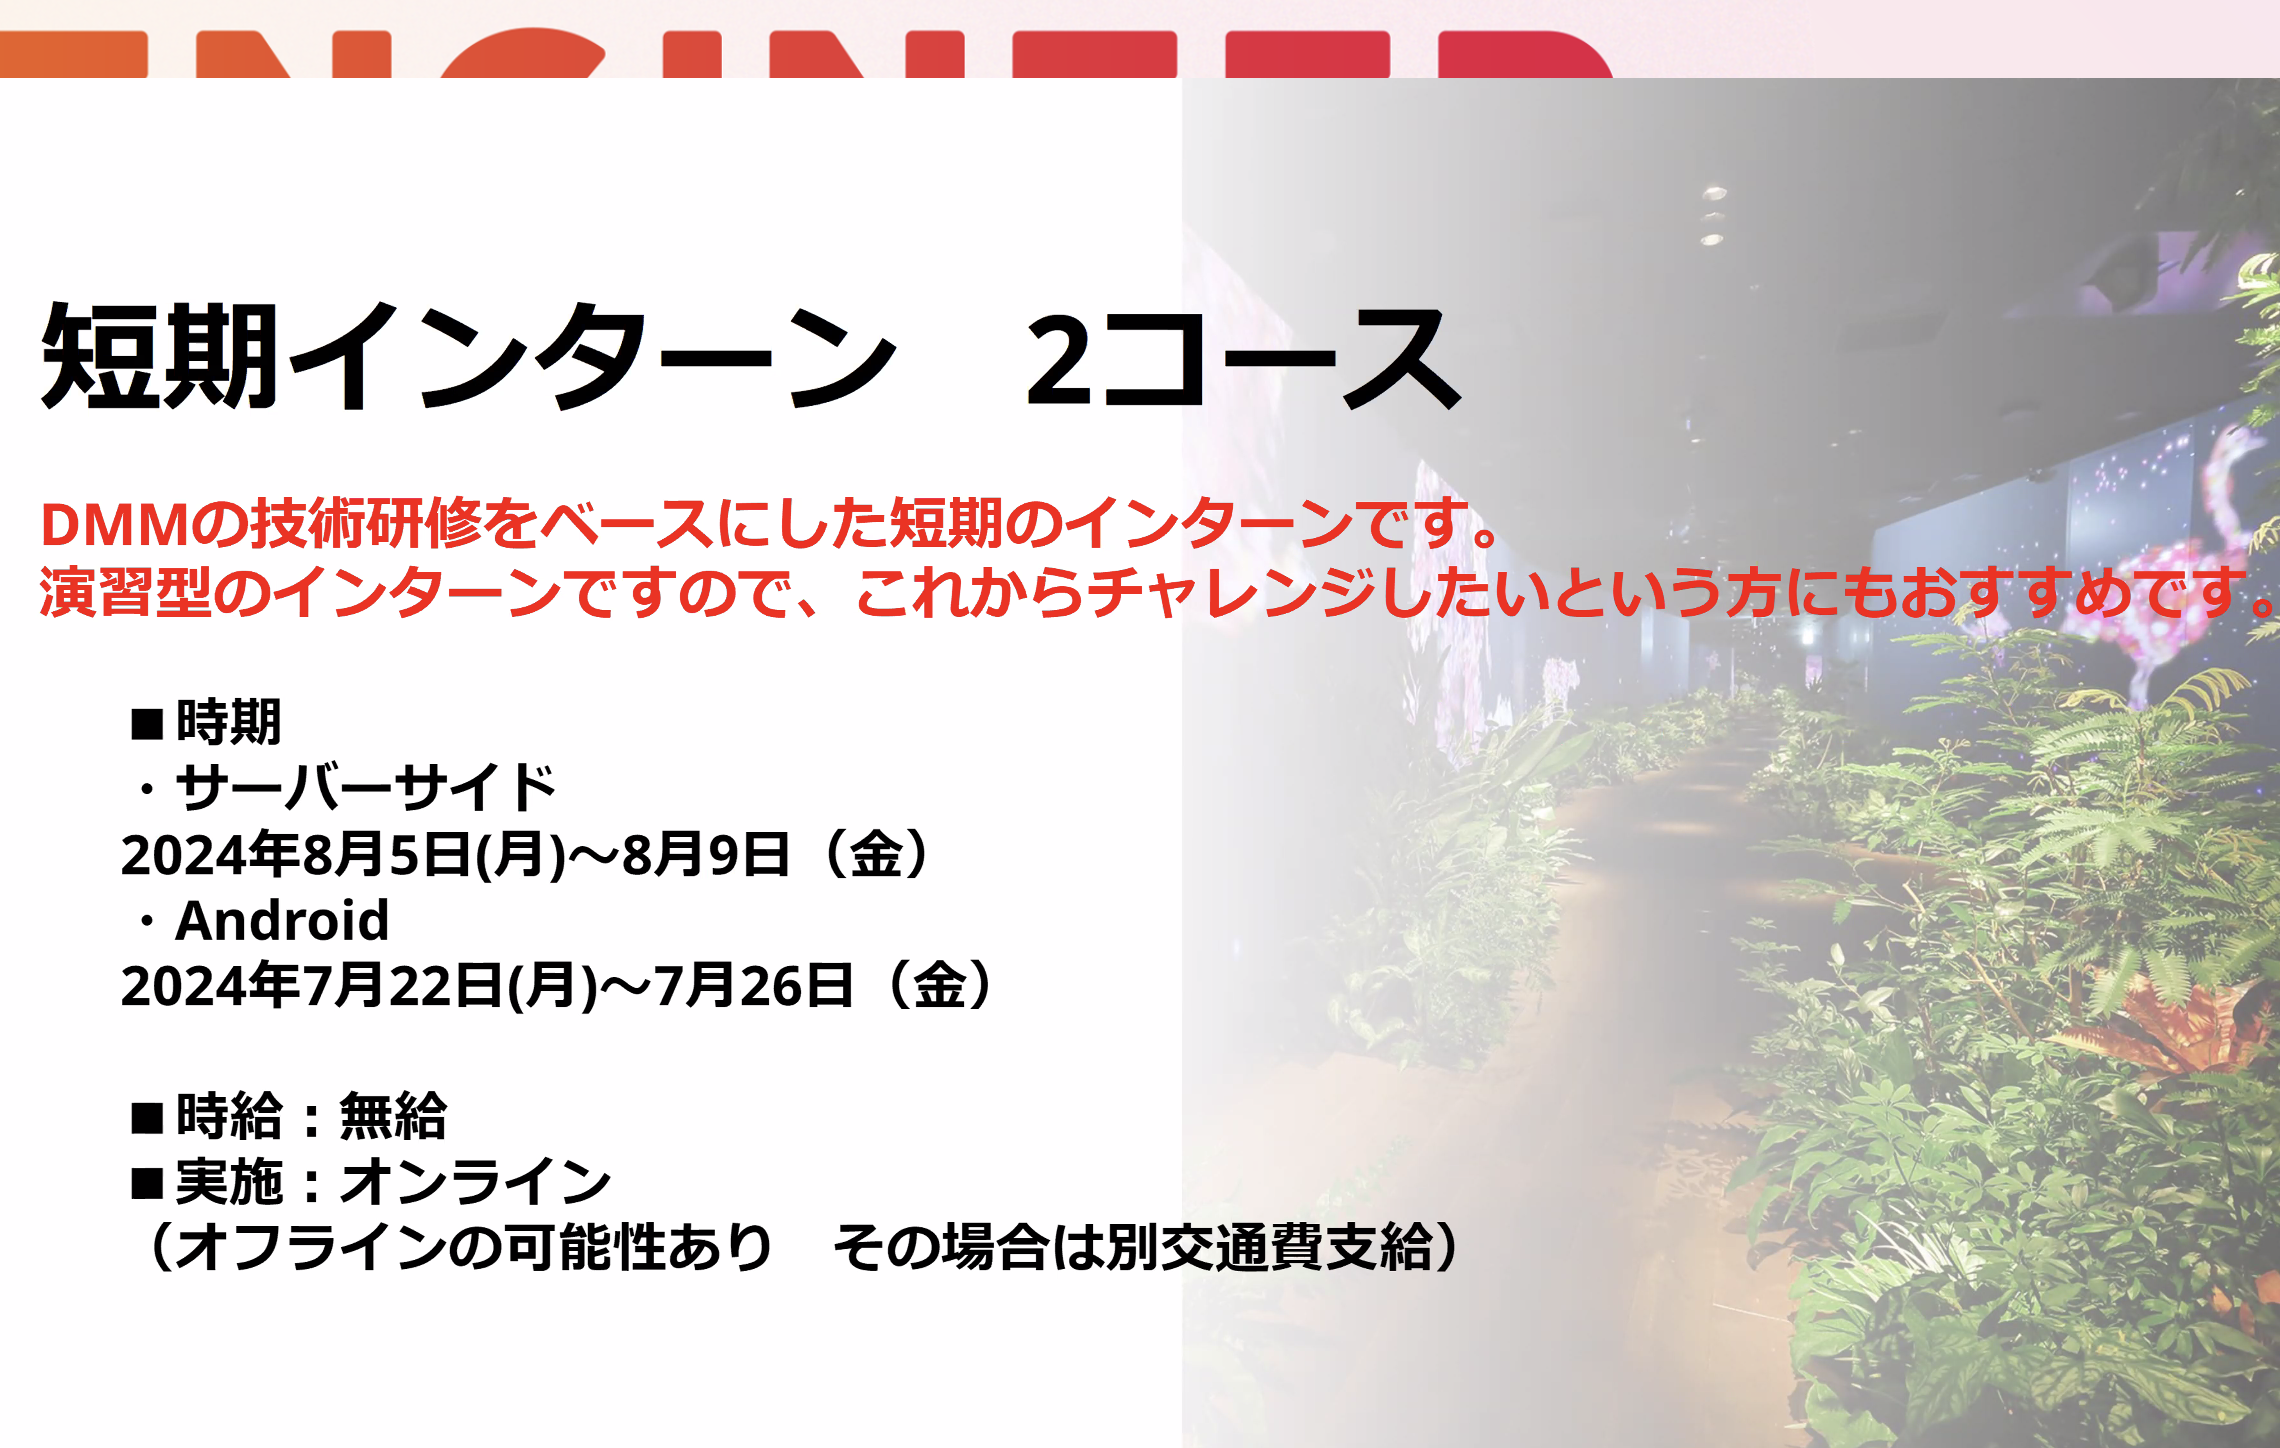 ENGINEER
短期インターン　2コース
DMMの技術研修をベースにした短期のインターンです。
演習型のインターンですので、これからチャレンジしたいという方にもおすすめです。
■時期
・サーバーサイド
2024年8月5日(月)〜8月9日（金）
・Android
2024年7月22日(月)〜7月26日（金）
■時給：無給
■実施：オンライン
（オフラインの可能性あり　その場合は別交通費支給）